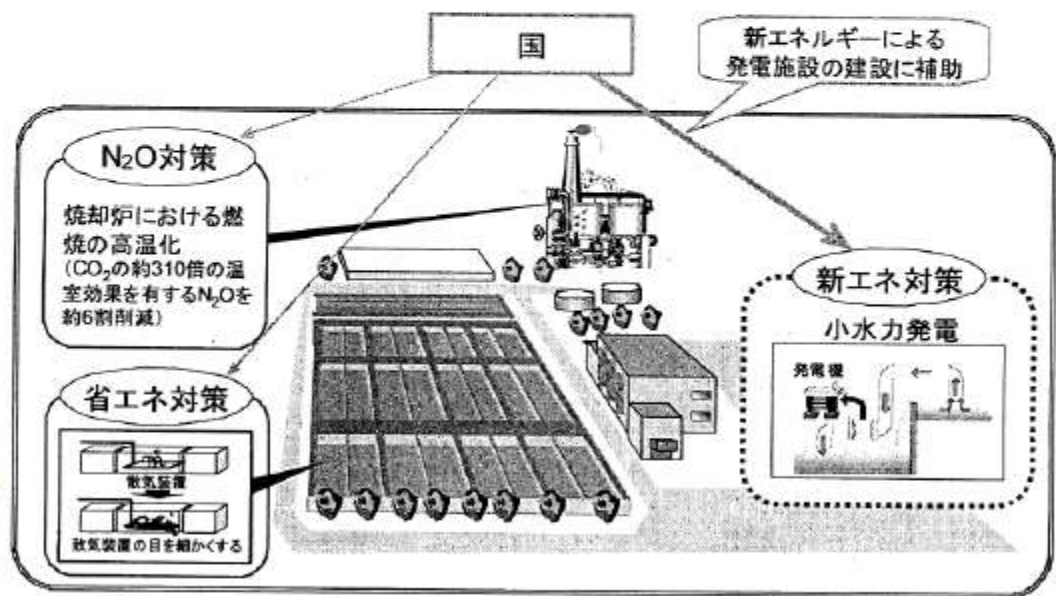 国
新エネルギーによる
発電施設の建設に補助
N₂O対策
焼却炉における燃
焼の高温化
(CO₂の約310倍の温
室効果を有するN₂Oを
約6割削減)
省エネ対策
散気装置
散気装置の目を細かくする
新エネ対策
小水力発電
発電機